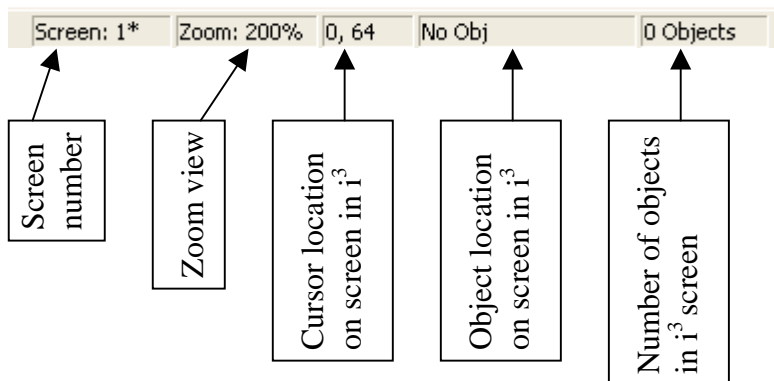 Screen: 1* Zoom: 200% 0, 64 No Obj 0 Objects
Screen
number
Zoom view
Cursor location
on screen in i³
Object location
on screen in i³
Number of objects
in i³ screen